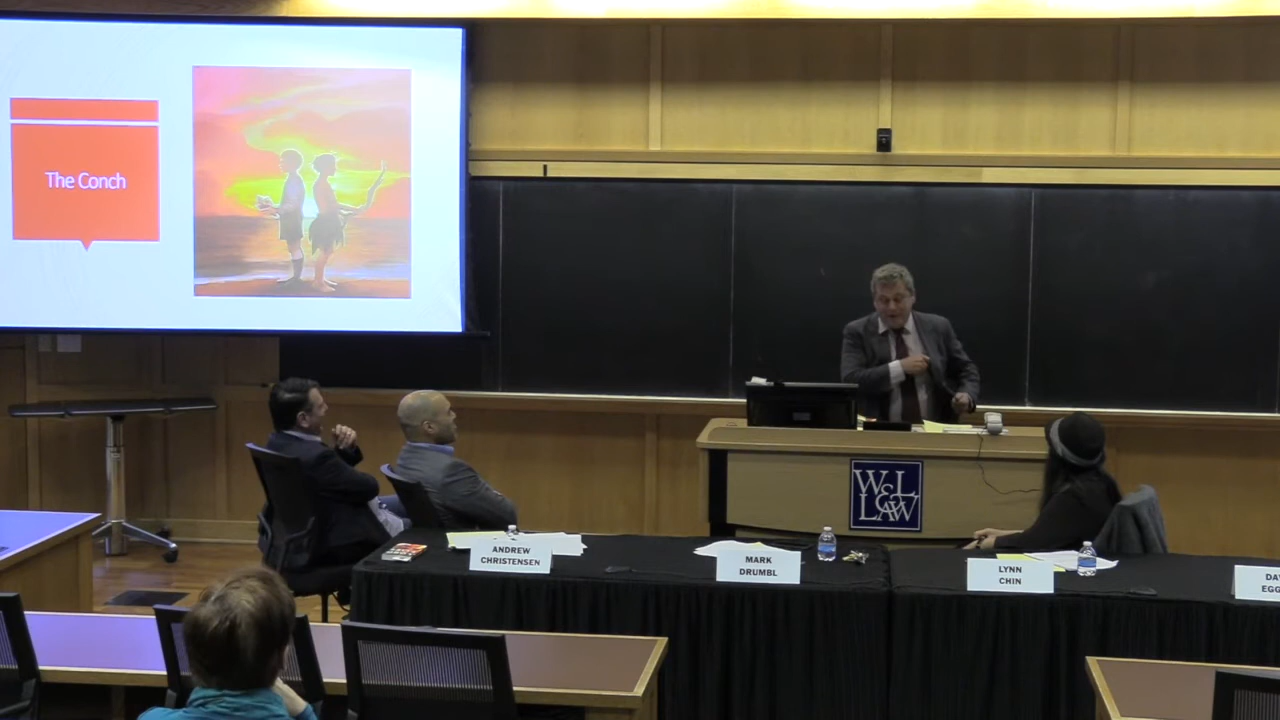 The Conch
W&L
LAW
ANDREW
CHRISTENSEN
MARK
DRUMBL
LYNN
CHIN